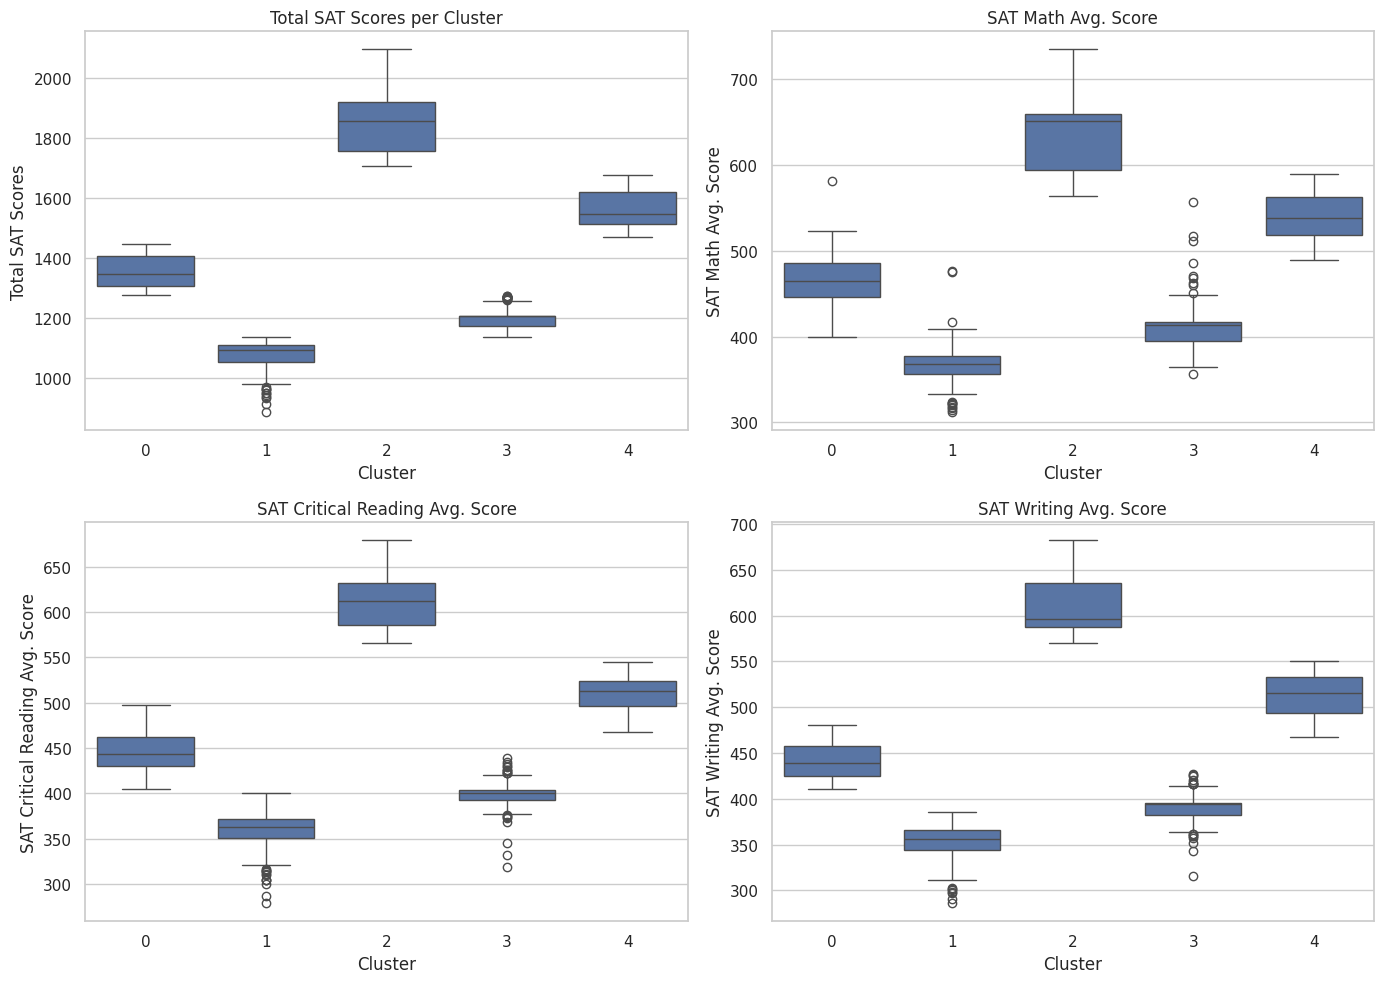 Total SAT Scores per Cluster
Total SAT Scores
2000
1800
1600
1400
1200
1000
0 1 2 3 4
Cluster
SAT Math Avg. Score
SAT Math Avg. Score
700
600
500
400
300
0 1 2 3 4
Cluster
SAT Critical Reading Avg. Score
SAT Critical Reading Avg. Score
650
600
550
500
450
400
350
300
0 1 2 3 4
Cluster
SAT Writing Avg. Score
SAT Writing Avg. Score
700
650
600
550
500
450
400
350
300
0 1 2 3 4
Cluster